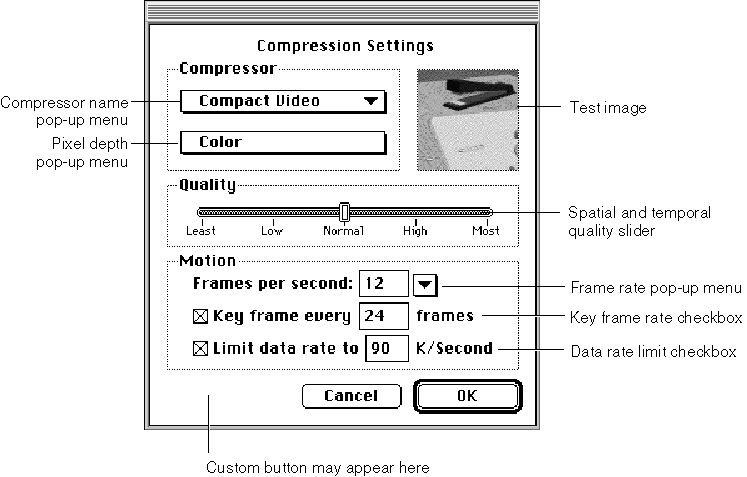 Compression Settings
Compressor
Compressor name
pop-up menu
Compact Video
Test image
Pixel depth
pop-up menu
Color
Quality
Least Low Normal High Most
Spatial and temporal
quality slider
Motion
Frames per second: 12
Frame rate pop-up menu
Key frame every 24 frames
Key frame rate checkbox
Limit data rate to 90 K/Second
Data rate limit checkbox
Cancel OK
Custom button may appear here